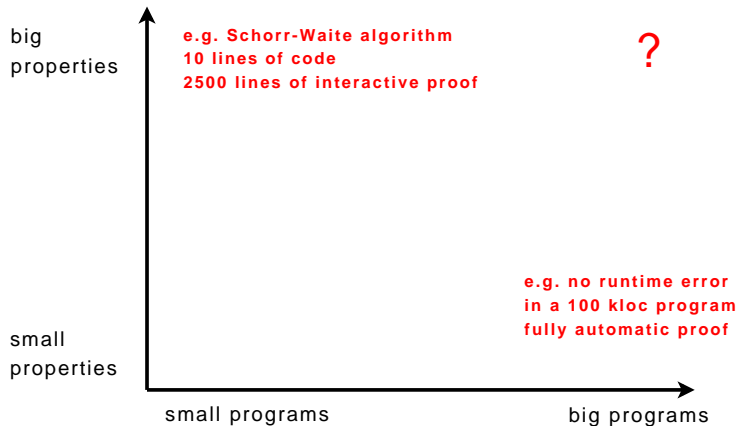 big
properties
e.g. Schorr-Waite algorithm
10 lines of code
2500 lines of interactive proof
?
e.g. no runtime error
in a 100 kloc program
fully automatic proof
small
properties
small programs
big programs